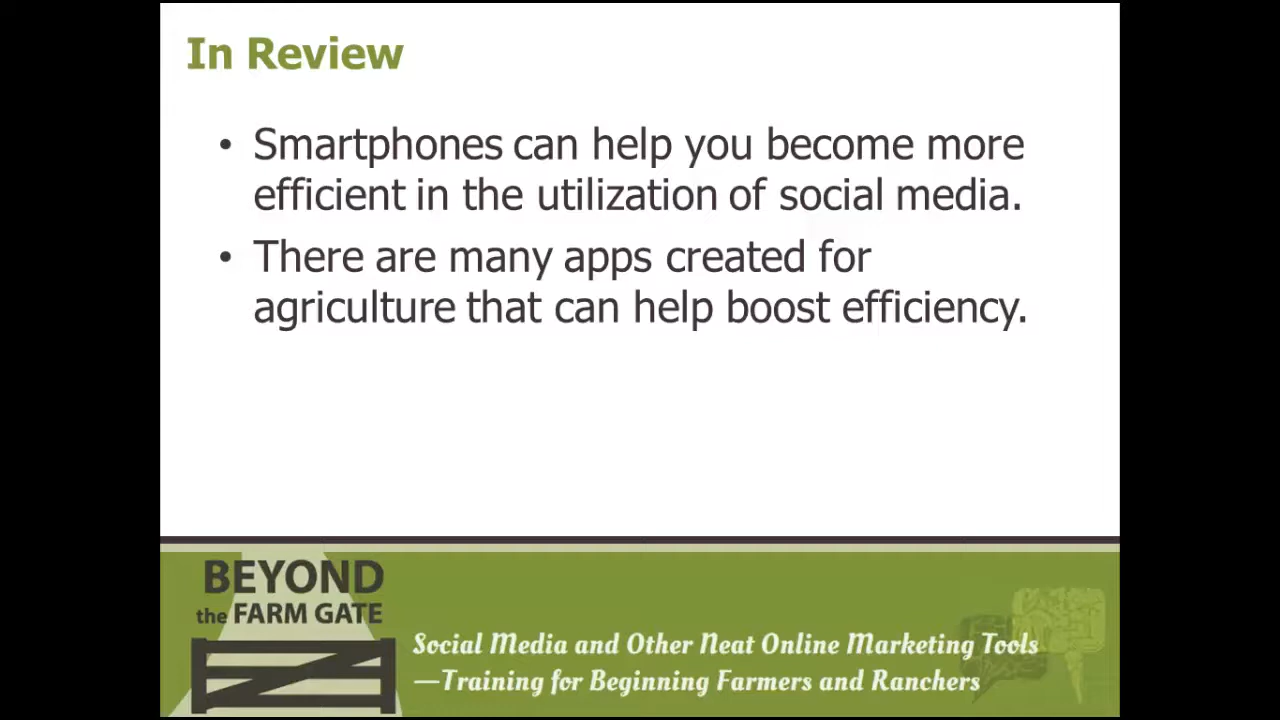 In Review
• Smartphones can help you become more
efficient in the utilization of social media.
• There are many apps created for
agriculture that can help boost efficiency.
BEYOND
the FARM GATE
Social Media and Other Neat Online Marketing Tools
—Training for Beginning Farmers and Ranchers